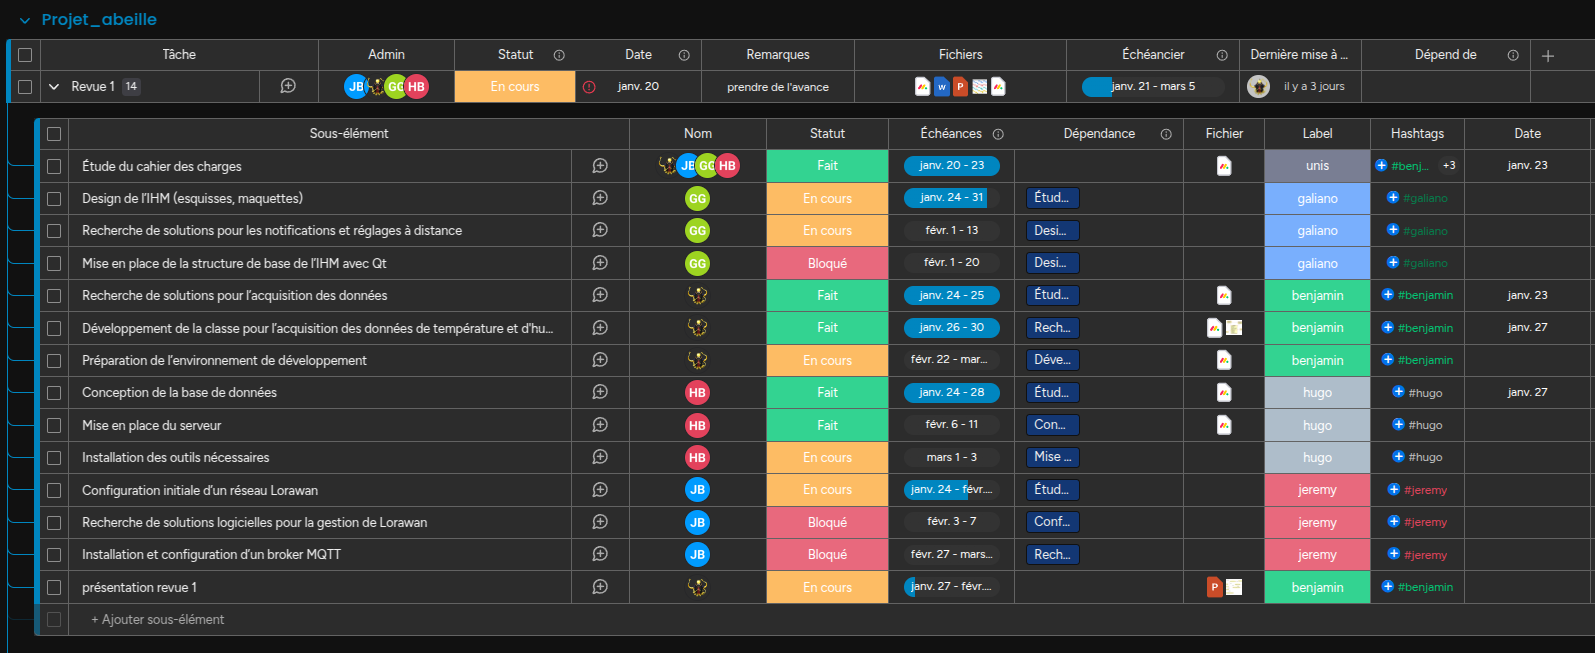 Projet_abeille
Tâche Admin Statut Date Remarques Fichiers Échéancier Dernière mise à ... Dépend de
Revue 1 14 JB GG HB En cours janv. 20 prendre de l'avance W P janv. 21 - mars 5 il y a 3 jours
Sous-élément Nom Statut Échéances Dépendance Fichier Label Hashtags Date
Étude du cahier des charges JB GG HB Fait janv. 20 - 23 unis #benj... +3 janv. 23
Design de l'IHM (esquisses, maquettes) GG En cours janv. 24 - 31 Étud... galiano #galiano
Recherche de solutions pour les notifications et réglages à distance GG En cours févr. 1 - 13 Desi... galiano #galiano
Mise en place de la structure de base de l'IHM avec Qt GG Bloqué févr. 1 - 20 Desi... galiano #galiano
Recherche de solutions pour l'acquisition des données Fait janv. 24 - 25 Étud... benjamin #benjamin janv. 23
Développement de la classe pour l'acquisition des données de température et d'hu... Fait janv. 26 - 30 Rech... benjamin #benjamin janv. 27
Préparation de l'environnement de développement En cours févr. 22 - mar... Déve... benjamin #benjamin
Conception de la base de données HB Fait janv. 24 - 28 Étud... hugo #hugo janv. 27
Mise en place du serveur HB Fait févr. 6 - 11 Con... hugo #hugo
Installation des outils nécessaires HB En cours mars 1 - 3 Mise ... hugo #hugo
Configuration initiale d'un réseau Lorawan JB En cours janv. 24 - févr.... Étud... jeremy #jeremy
Recherche de solutions logicielles pour la gestion de Lorawan JB Bloqué févr. 3 - 7 Conf... jeremy #jeremy
Installation et configuration d'un broker MQTT JB Bloqué févr. 27 - mars... Rech... jeremy #jeremy
présentation revue 1 En cours janv. 27 - févr.... P benjamin #benjamin
+ Ajouter sous-élément